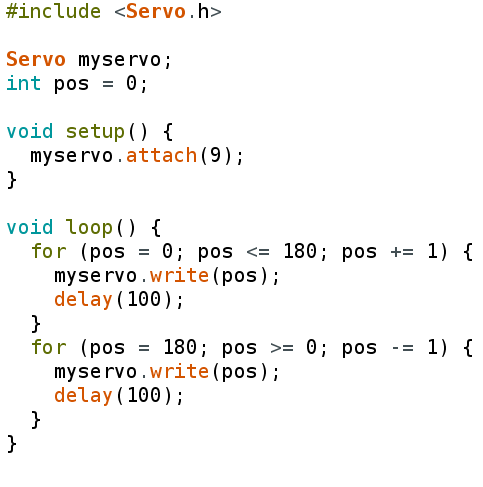 #include <Servo.h>

Servo myservo;
int pos = 0;

void setup() {
  myservo.attach(9);
}

void loop() {
  for (pos = 0; pos <= 180; pos += 1) {
    myservo.write(pos);
    delay(100);
  }
  for (pos = 180; pos >= 0; pos -= 1) {
    myservo.write(pos);
    delay(100);
  }
}